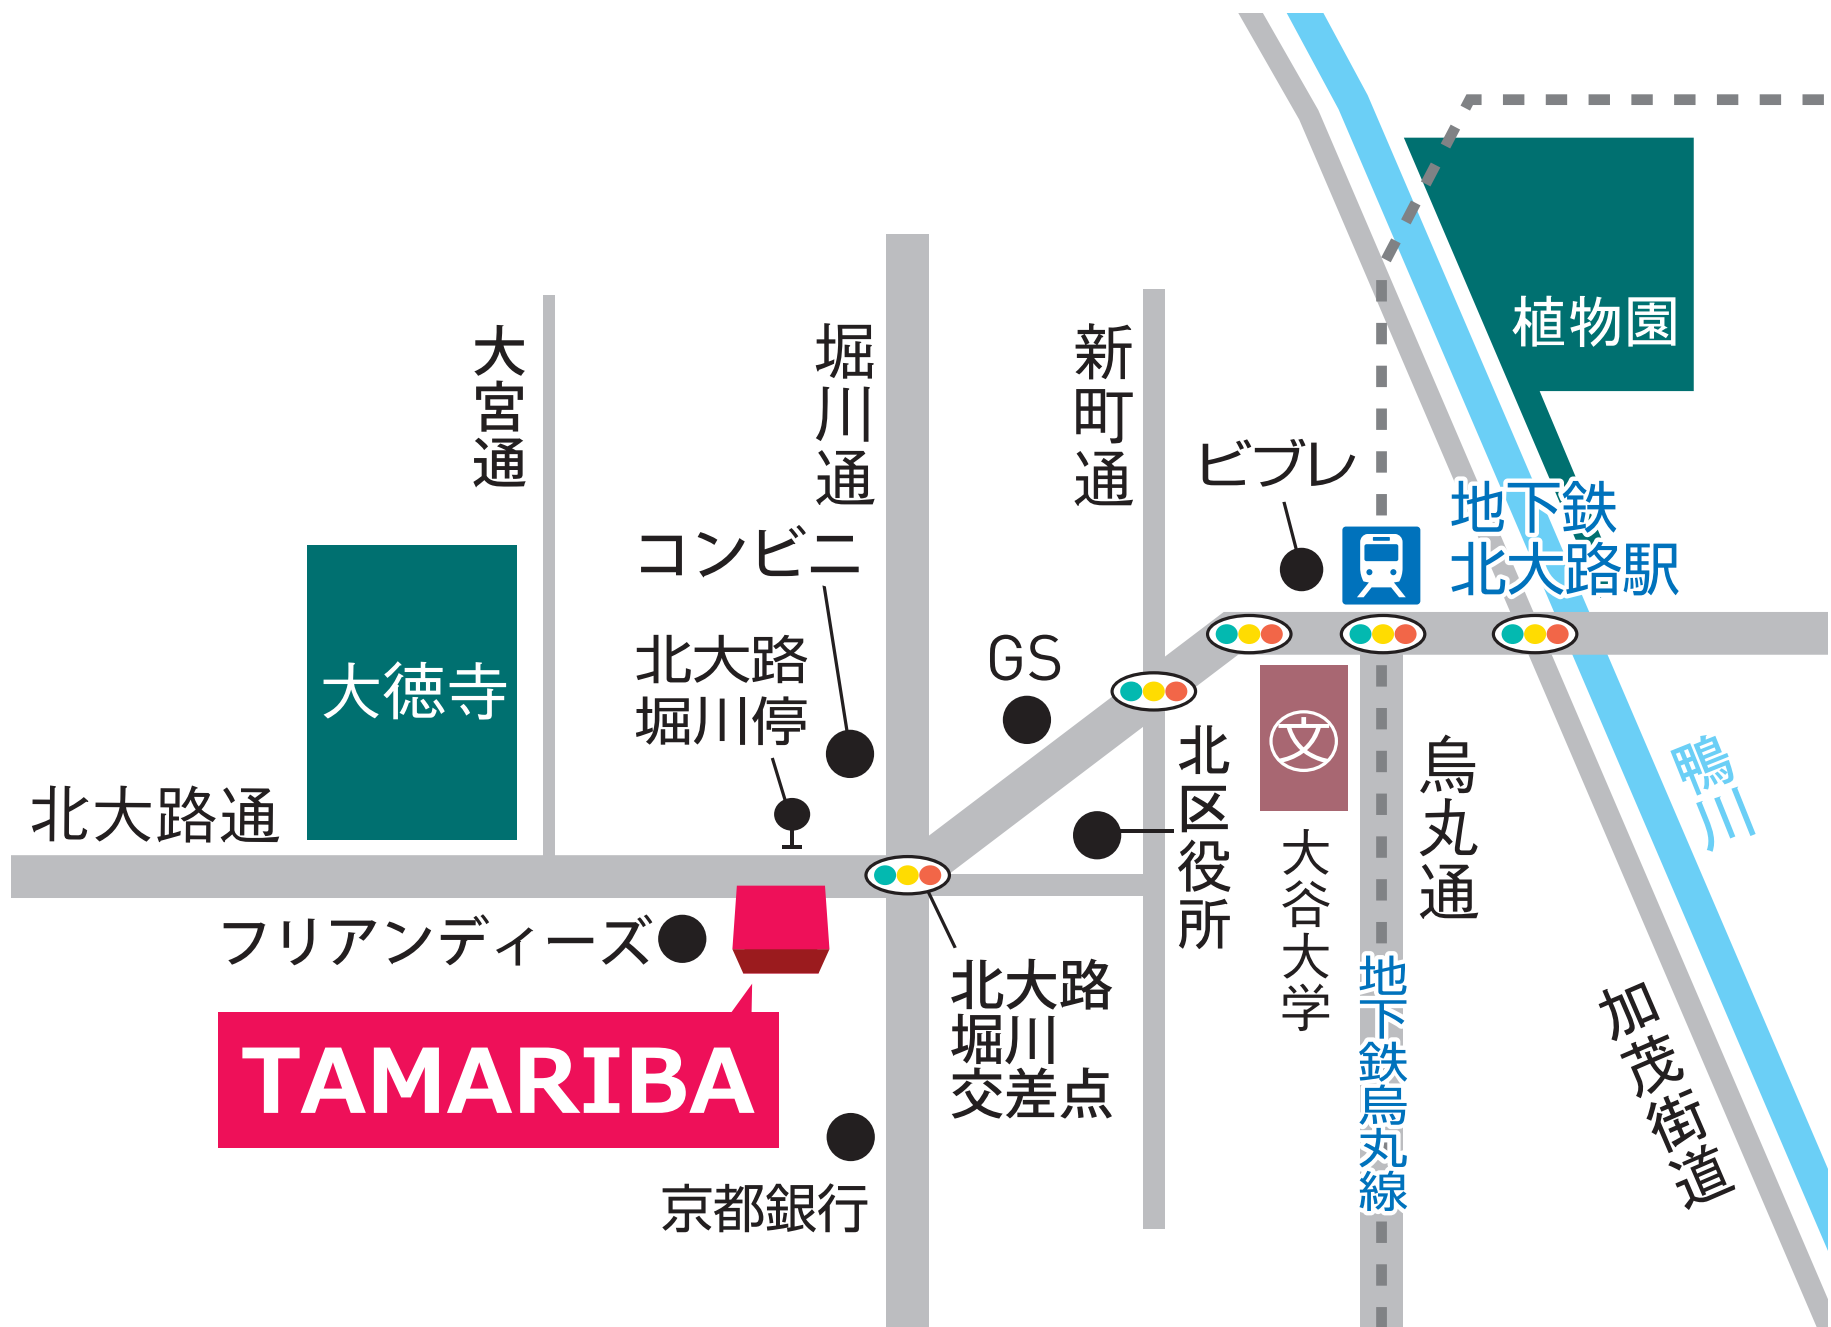 植物園
大宮通
堀川通
新町通
ビブレ
地下鉄
北大路駅
コンビニ
北大路
堀川停
GS
大徳寺
文
北区役所
烏丸通
鴨川
北大路通
大谷大学
フリアンディーズ
地下鉄烏丸線
北大路
堀川
交差点
加茂街道
TAMARIBA
京都銀行